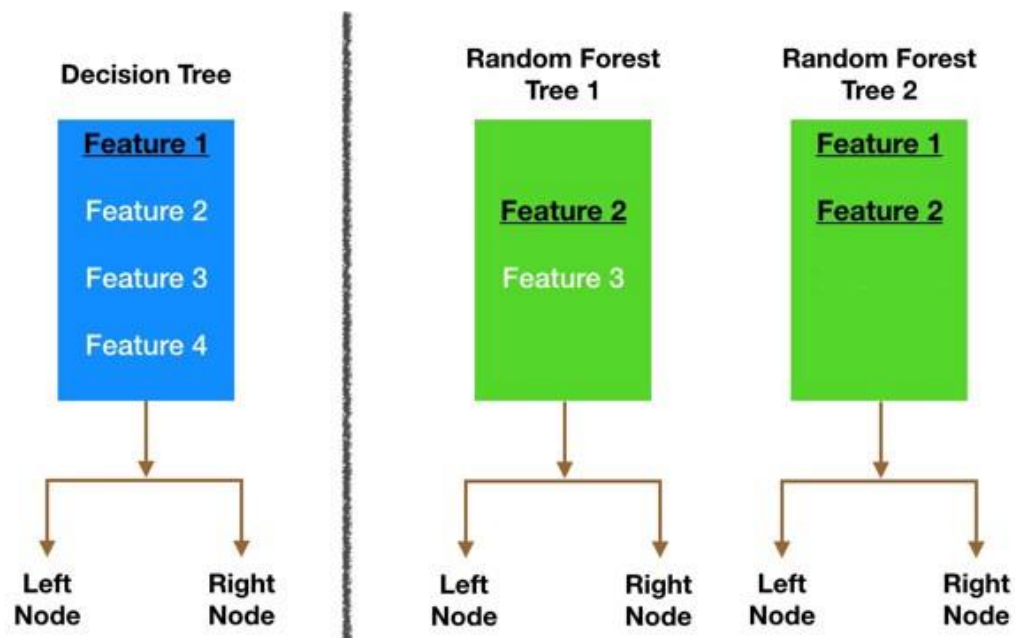 Decision Tree
Feature 1
Feature 2
Feature 3
Feature 4
Left
Node
Right
Node
Random Forest
Tree 1
Feature 2
Feature 3
Left
Node
Right
Node
Random Forest
Tree 2
Feature 1
Feature 2
Left
Node
Right
Node